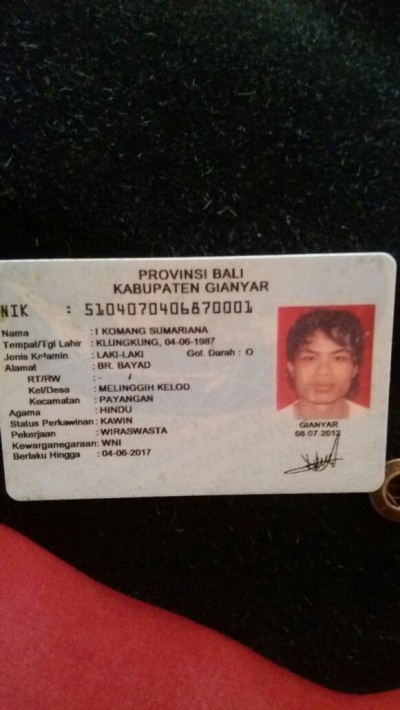 PROVINSI BALI
KABUPATEN GIANYAR
NIK : 5104070406870001
Nama : I KOMANG SUMARIANA
Tempat/Tgl Lahir : KLUNGKUNG, 04-06-1987
Jenis Kelamin : LAKI-LAKI Gol. Darah : O
Alamat : BR. BAYAD
RT/RW : - /
Kel/Desa : MELINGGIH KELOD
Kecamatan : PAYANGAN
Agama : HINDU
Status Perkawinan : KAWIN
Pekerjaan : WIRASWASTA
Kewarganegaraan : WNI
Berlaku Hingga : 04-06-2017
GIANYAR
08-07-2012